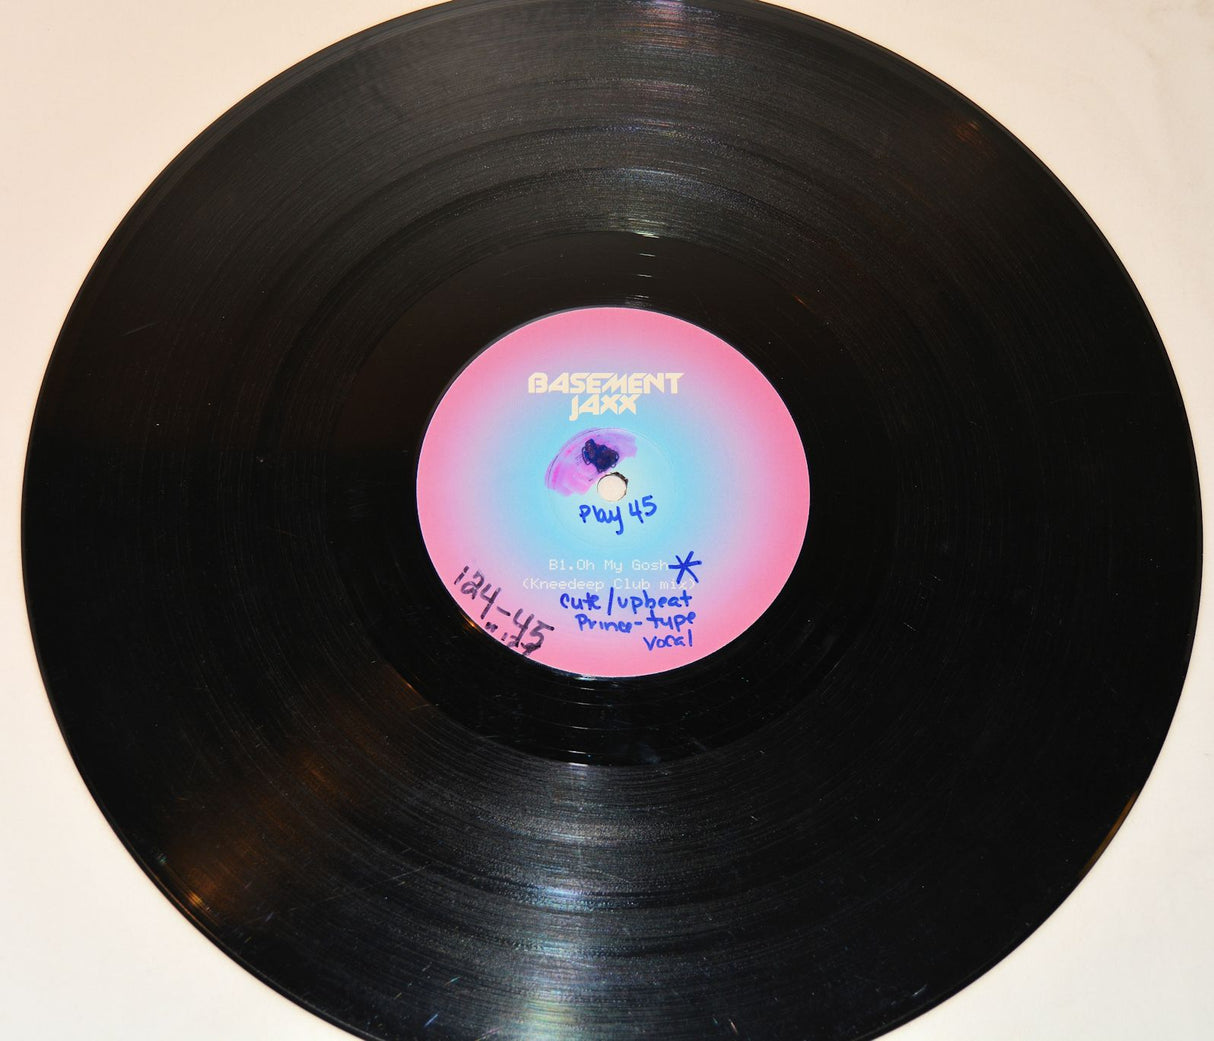 BASEMENT
JAXX
Play 45
B1.Oh My Gosh *
(Kneedeep Club mix)
cute/upbeat
Prince-type
vocal
124-45